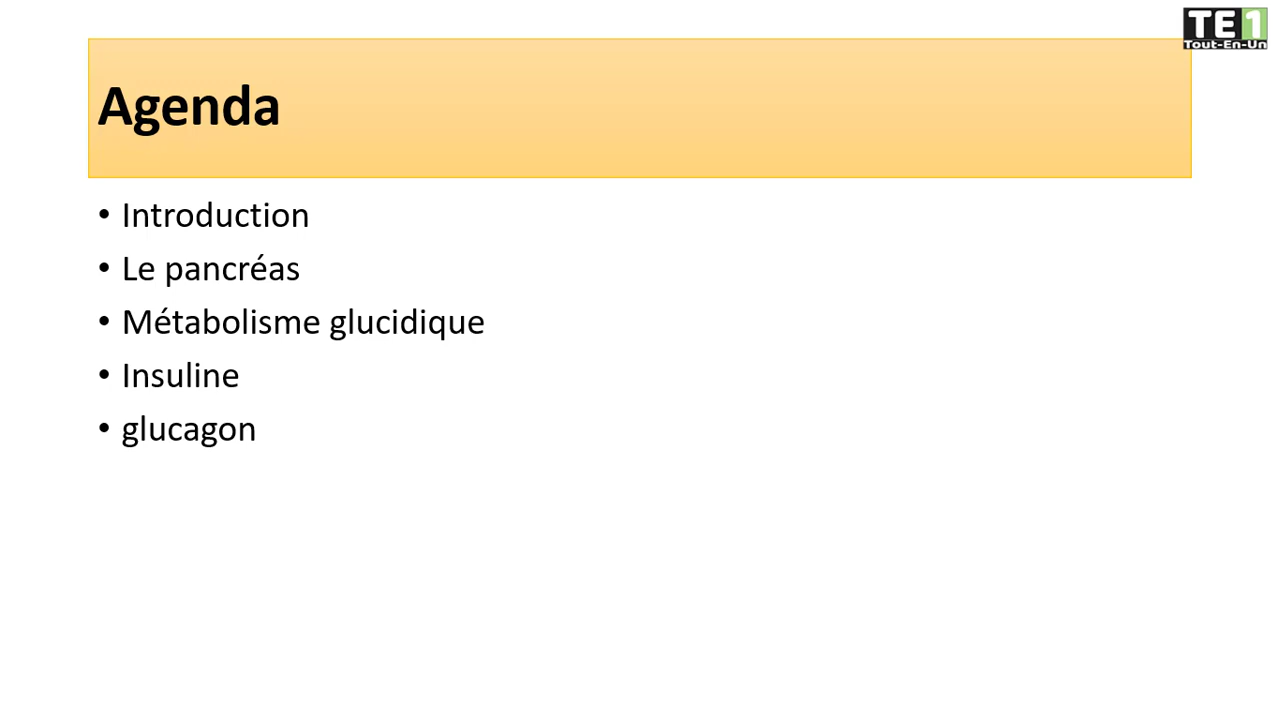 TE1
Tout-En-Un
Agenda
• Introduction
• Le pancréas
• Métabolisme glucidique
• Insuline
• glucagon